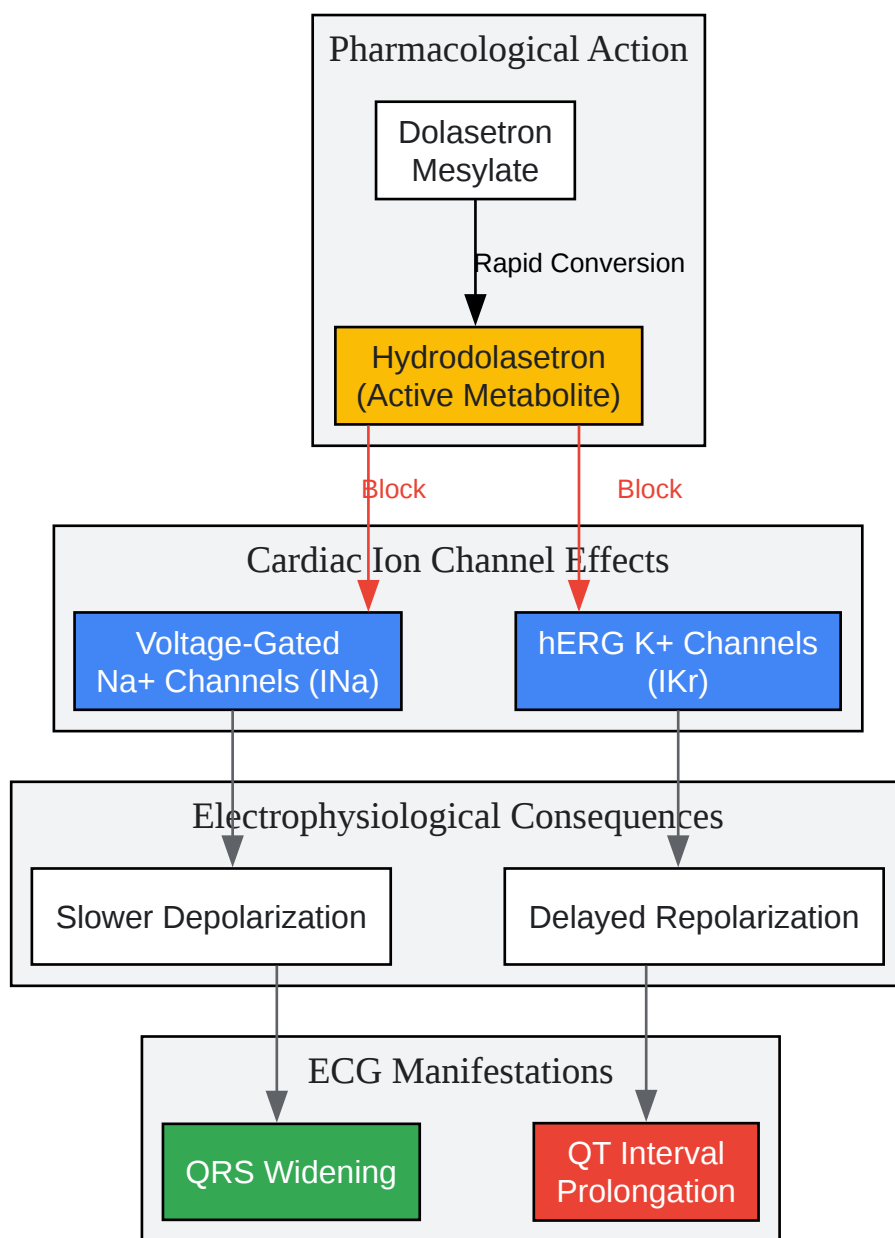 Pharmacological Action
Dolasetron
Mesylate
Rapid Conversion
Hydrodolasetron
(Active Metabolite)
Block
Block
Cardiac Ion Channel Effects
Voltage-Gated
Na+ Channels (INa)
hERG K+ Channels
(IKr)
Electrophysiological Consequences
Slower Depolarization
Delayed Repolarization
ECG Manifestations
QRS Widening
QT Interval
Prolongation